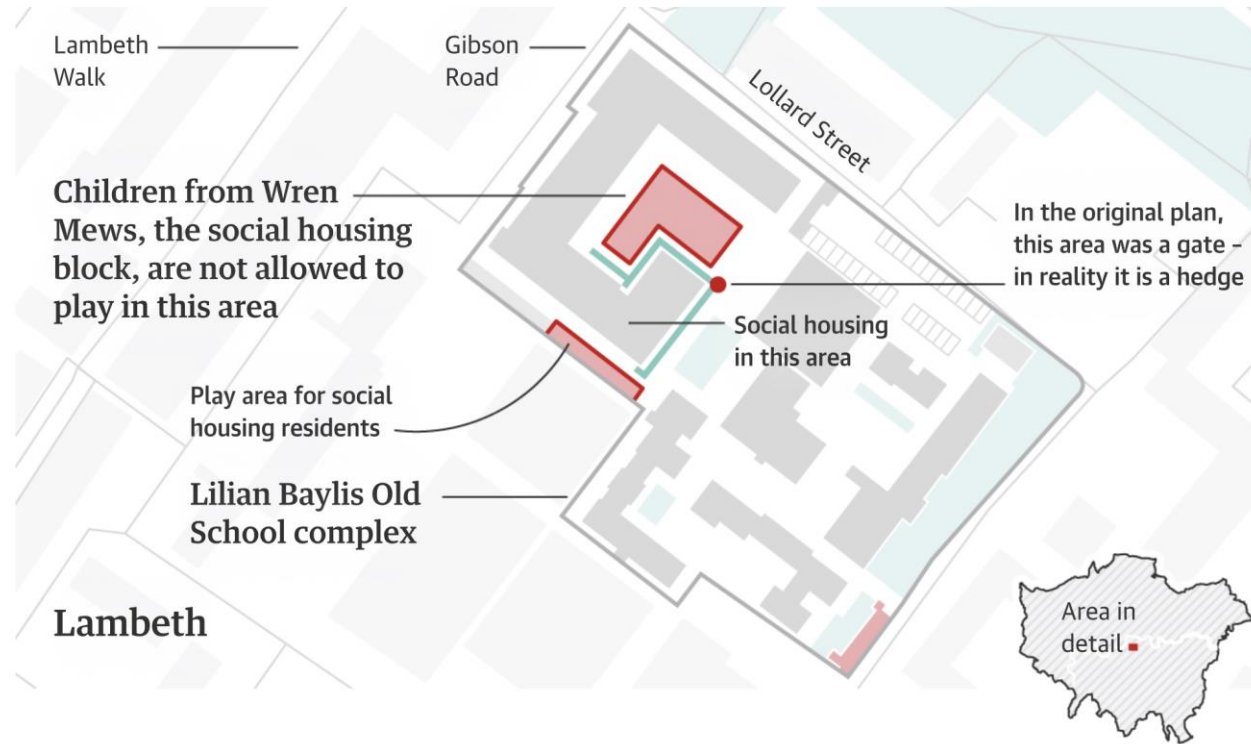 Lambeth
Walk
Gibson
Road
Lollard Street
Children from Wren
Mews, the social housing
block, are not allowed to
play in this area
In the original plan,
this area was a gate –
in reality it is a hedge
Social housing
in this area
Play area for social
housing residents
Lilian Baylis Old
School complex
Lambeth
Area in
detail